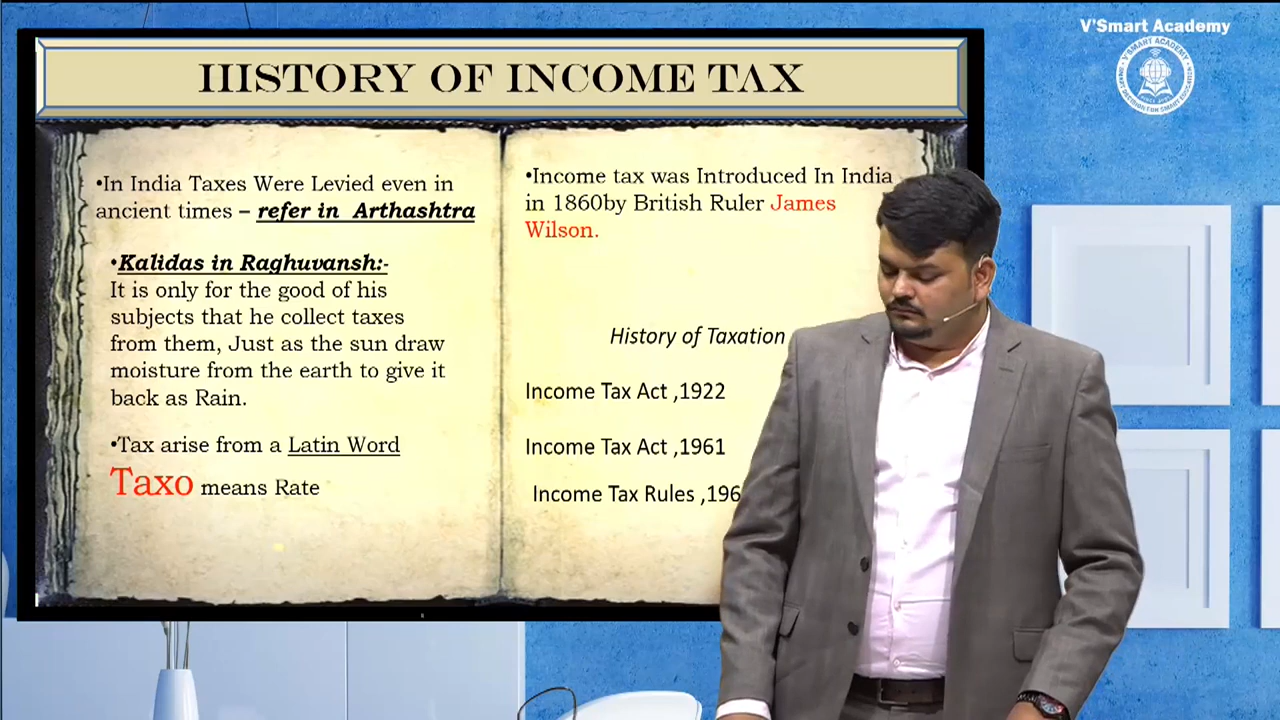 V'Smart Academy
V'SMART ACADEMY
HISTORY OF INCOME TAX
•In India Taxes Were Levied even in
ancient times – refer in Arthashtra
•Kalidas in Raghuvansh:-
It is only for the good of his
subjects that he collect taxes
from them, Just as the sun draw
moisture from the earth to give it
back as Rain.
•Tax arise from a Latin Word
Taxo means Rate
•Income tax was Introduced In India
in 1860by British Ruler James
Wilson.
History of Taxation
Income Tax Act ,1922
Income Tax Act ,1961
Income Tax Rules ,196